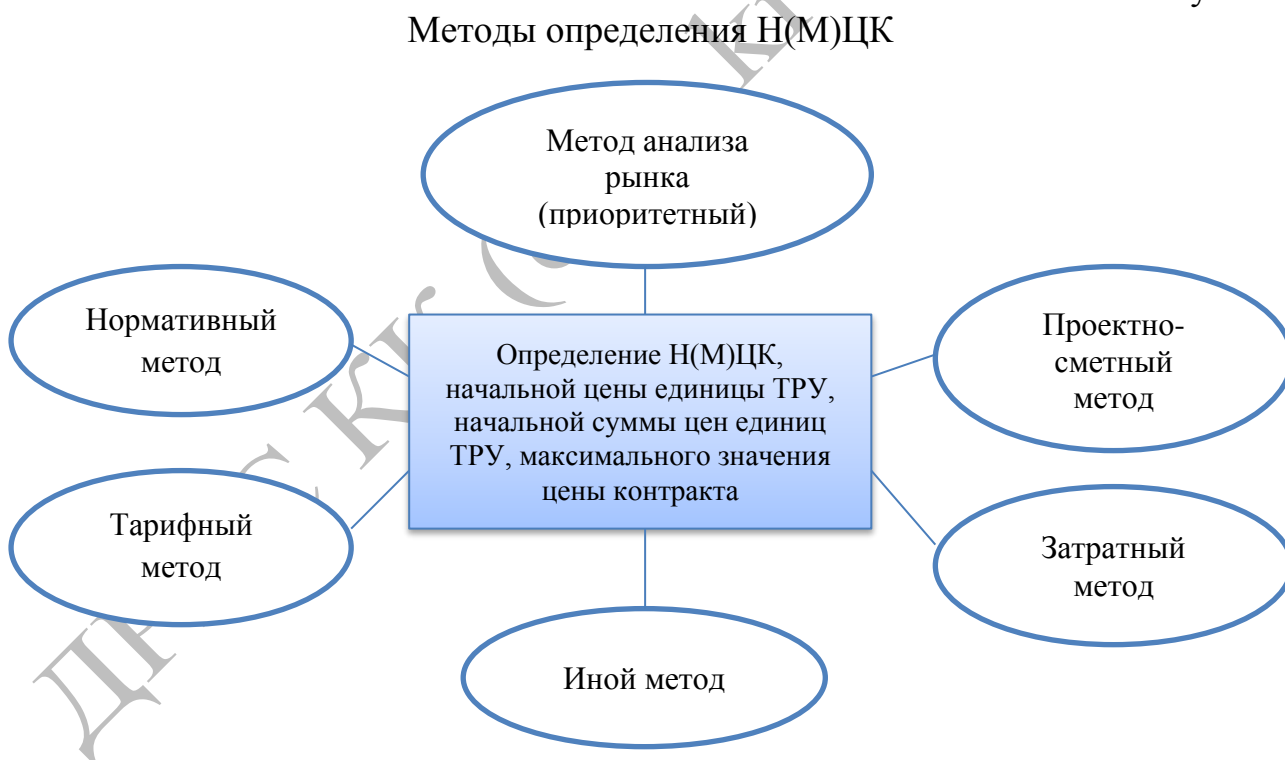 Методы определения Н(М)ЦК
Метод анализа
рынка
(приоритетный)
Нормативный
метод
Определение Н(М)ЦК,
начальной цены единицы ТРУ,
начальной суммы цен единиц
ТРУ, максимального значения
цены контракта
Проектно-
сметный
метод
Тарифный
метод
Затратный
метод
Иной метод